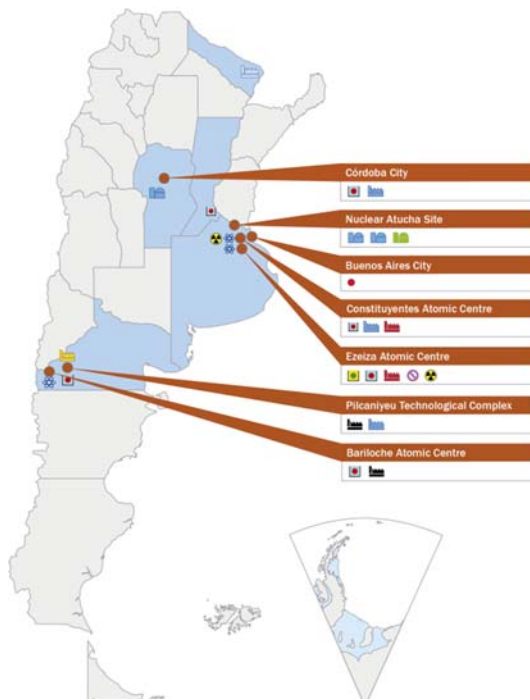 Córdoba City
Nuclear Atucha Site
Buenos Aires City
Constituyentes Atomic Centre
Ezeiza Atomic Centre
Pilcaniyeu Technological Complex
Bariloche Atomic Centre